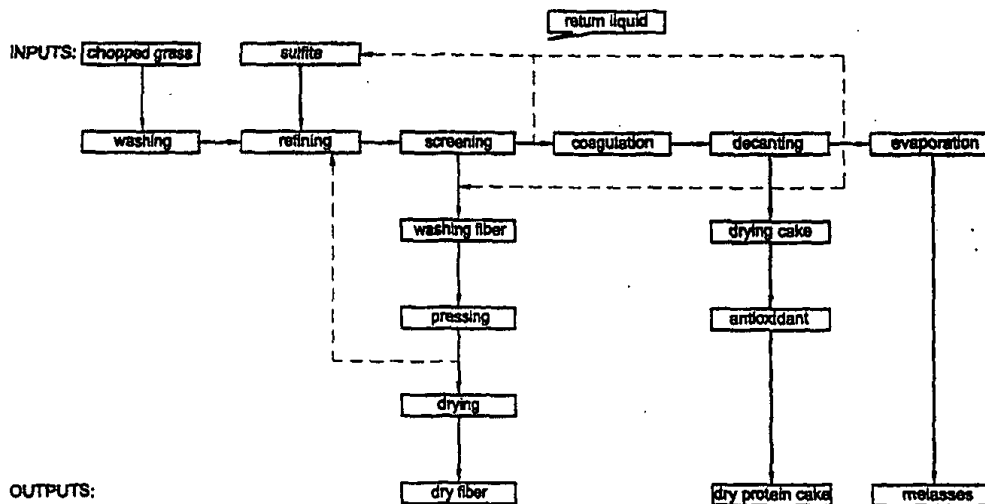 return liquid
INPUTS: chopped grass sulfite
washing refining screening coagulation decanting evaporation
washing fiber drying cake
pressing antioxidant
drying
OUTPUTS: dry fiber dry protein cake melasses